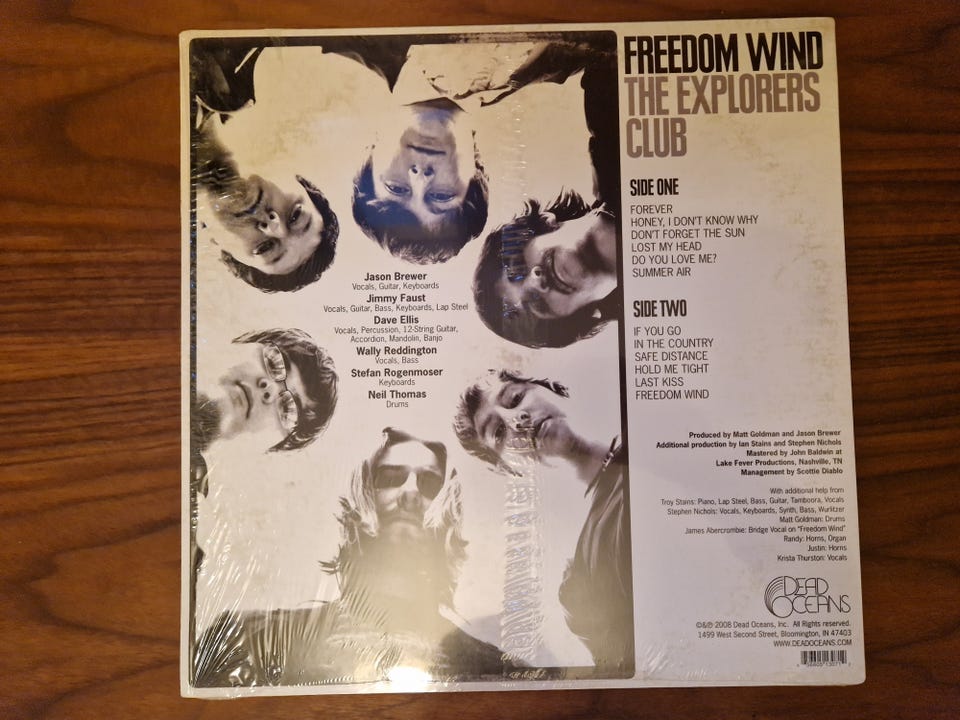 FREEDOM WIND
THE EXPLORERS
CLUB
SIDE ONE
FOREVER
HONEY, I DON'T KNOW WHY
DON'T FORGET THE SUN
LOST MY HEAD
DO YOU LOVE ME?
SUMMER AIR
SIDE TWO
IF YOU GO
IN THE COUNTRY
SAFE DISTANCE
HOLD ME TIGHT
LAST KISS
FREEDOM WIND
Jason Brewer
Vocals, Guitar, Keyboards
Jimmy Faust
Vocals, Guitar, Bass, Keyboards, Lap Steel
Dave Ellis
Vocals, Percussion, 12-String Guitar,
Accordion, Mandolin, Banjo
Wally Reddington
Vocals, Bass
Stefan Rogenmoser
Keyboards
Neil Thomas
Drums
Produced by Matt Goldman and Jason Brewer
Additional production by Ian Stains and Stephen Nichols
Mastered by John Baldwin at
Lake Fever Productions, Nashville, TN
Management by Scottie Diablo
With additional help from
Troy Stains: Piano, Lap Steel, Bass, Guitar, Tamboora, Vocals
Stephen Nichols: Vocals, Keyboards, Synth, Bass, Wurlitzer
Matt Goldman: Drums
James Abercrombie: Bridge Vocal on "Freedom Wind"
Randy: Horns, Organ
Justin: Horns
Krista Thurston: Vocals
DEAD
OCEANS
©&℗ 2008 Dead Oceans, Inc. All Rights reserved.
1499 West Second Street, Bloomington, IN 47403
WWW.DEADOCEANS.COM